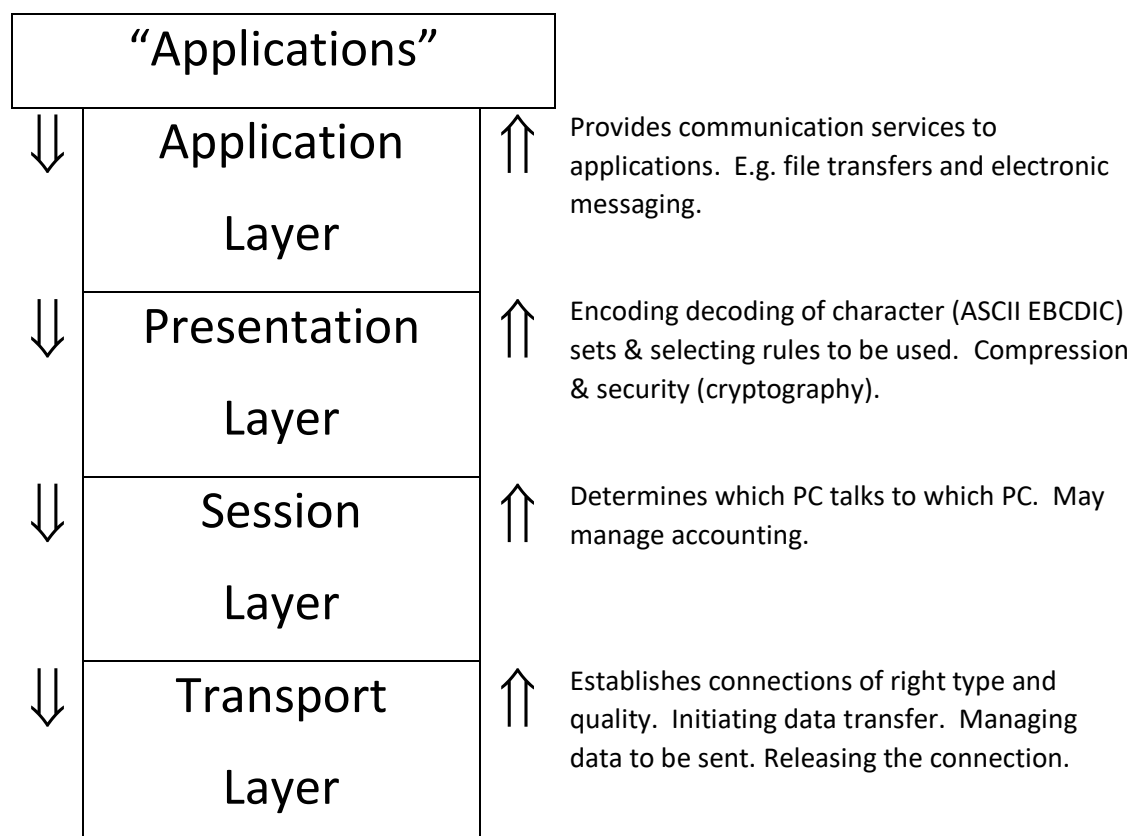 “Applications”
Application
Layer
Provides communication services to
applications.  E.g. file transfers and electronic
messaging.
Presentation
Layer
Encoding decoding of character (ASCII EBCDIC)
sets & selecting rules to be used.  Compression
& security (cryptography).
Session
Layer
Determines which PC talks to which PC.  May
manage accounting.
Transport
Layer
Establishes connections of right type and
quality.  Initiating data transfer.  Managing
data to be sent. Releasing the connection.